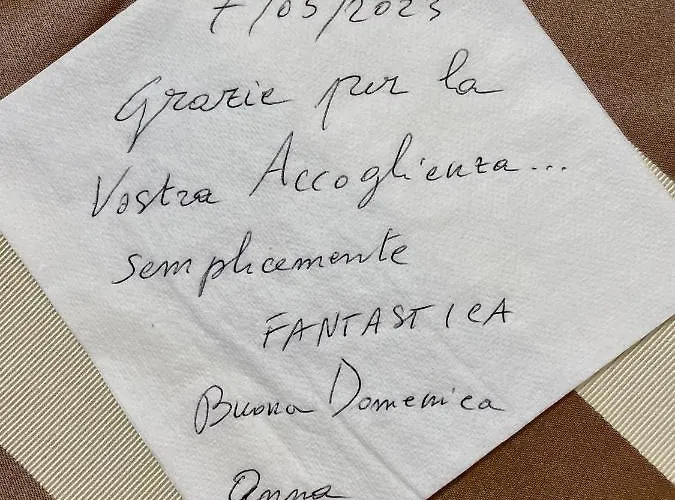 7/05/2023
Grazie per la
Vostra Accoglienza...
semplicemente
FANTASTICA
Buona Domenica
Anna